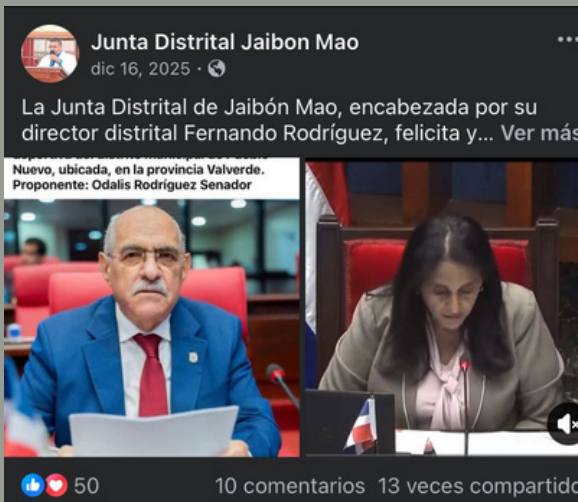 Junta Distrital Jaibon Mao
dic 16, 2025 ·
La Junta Distrital de Jaibón Mao, encabezada por su
director distrital Fernando Rodríguez, felicita y... Ver más
Nuevo, ubicada, en la provincia Valverde.
Proponente: Odalis Rodríguez Senador
50
10 comentarios 13 veces compartido